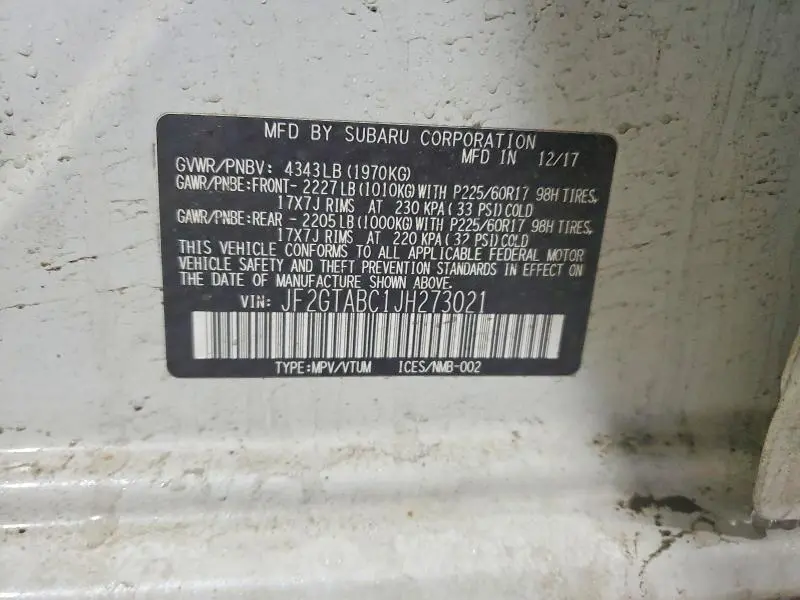 MFD BY SUBARU CORPORATION
MFD IN 12/17
GVWR/PNBV: 4343LB(1970KG)
GAWR/PNBE:FRONT- 2227LB(1010KG)WITH P225/60R17 98H TIRES,
17X7J RIMS AT 230 KPA(33 PSI)COLD
GAWR/PNBE:REAR - 2205LB(1000KG)WITH P225/60R17 98H TIRES,
17X7J RIMS AT 220 KPA(32 PSI)COLD
THIS VEHICLE CONFORMS TO ALL APPLICABLE FEDERAL MOTOR
VEHICLE SAFETY AND THEFT PREVENTION STANDARDS IN EFFECT ON
THE DATE OF MANUFACTURE SHOWN ABOVE.
VIN: JF2GTABC1JH273021
TYPE:MPV/VTUM ICES/NMB-002